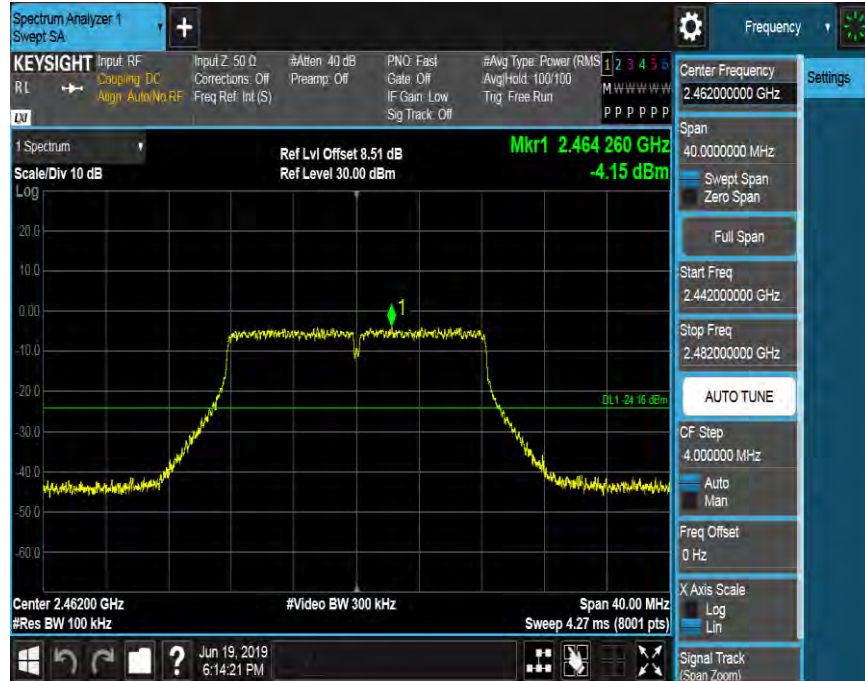 Spectrum Analyzer 1
Swept SA
+
Frequency
KEYSIGHT
RL
LXI
Input: RF
Coupling: DC
Align: Auto/No RF
Input Z: 50 Ω
Corrections: Off
Freq Ref: Int (S)
#Atten: 40 dB
Preamp: Off
PNO: Fast
Gate: Off
IF Gain: Low
Sig Track: Off
#Avg Type: Power (RMS
Avg|Hold: 100/100
Trig: Free Run
1 2 3 4 5 6
M W W W W W
P P P P P P
1 Spectrum
Scale/Div 10 dB
Log
Ref Lvl Offset 8.51 dB
Ref Level 30.00 dBm
Mkr1 2.464 260 GHz
-4.15 dBm
20.0
10.0
0.00
-10.0
-20.0
-30.0
-40.0
-50.0
-60.0
1
DL1 -24.16 dBm
Center 2.46200 GHz
#Res BW 100 kHz
#Video BW 300 kHz
Span 40.00 MHz
Sweep 4.27 ms (8001 pts)
?
Jun 19, 2019
6:14:21 PM
Center Frequency
2.462000000 GHz
Settings
Span
40.0000000 MHz
Swept Span
Zero Span
Full Span
Start Freq
2.442000000 GHz
Stop Freq
2.482000000 GHz
AUTO TUNE
CF Step
4.000000 MHz
Auto
Man
Freq Offset
0 Hz
X Axis Scale
Log
Lin
Signal Track
(Span Zoom)